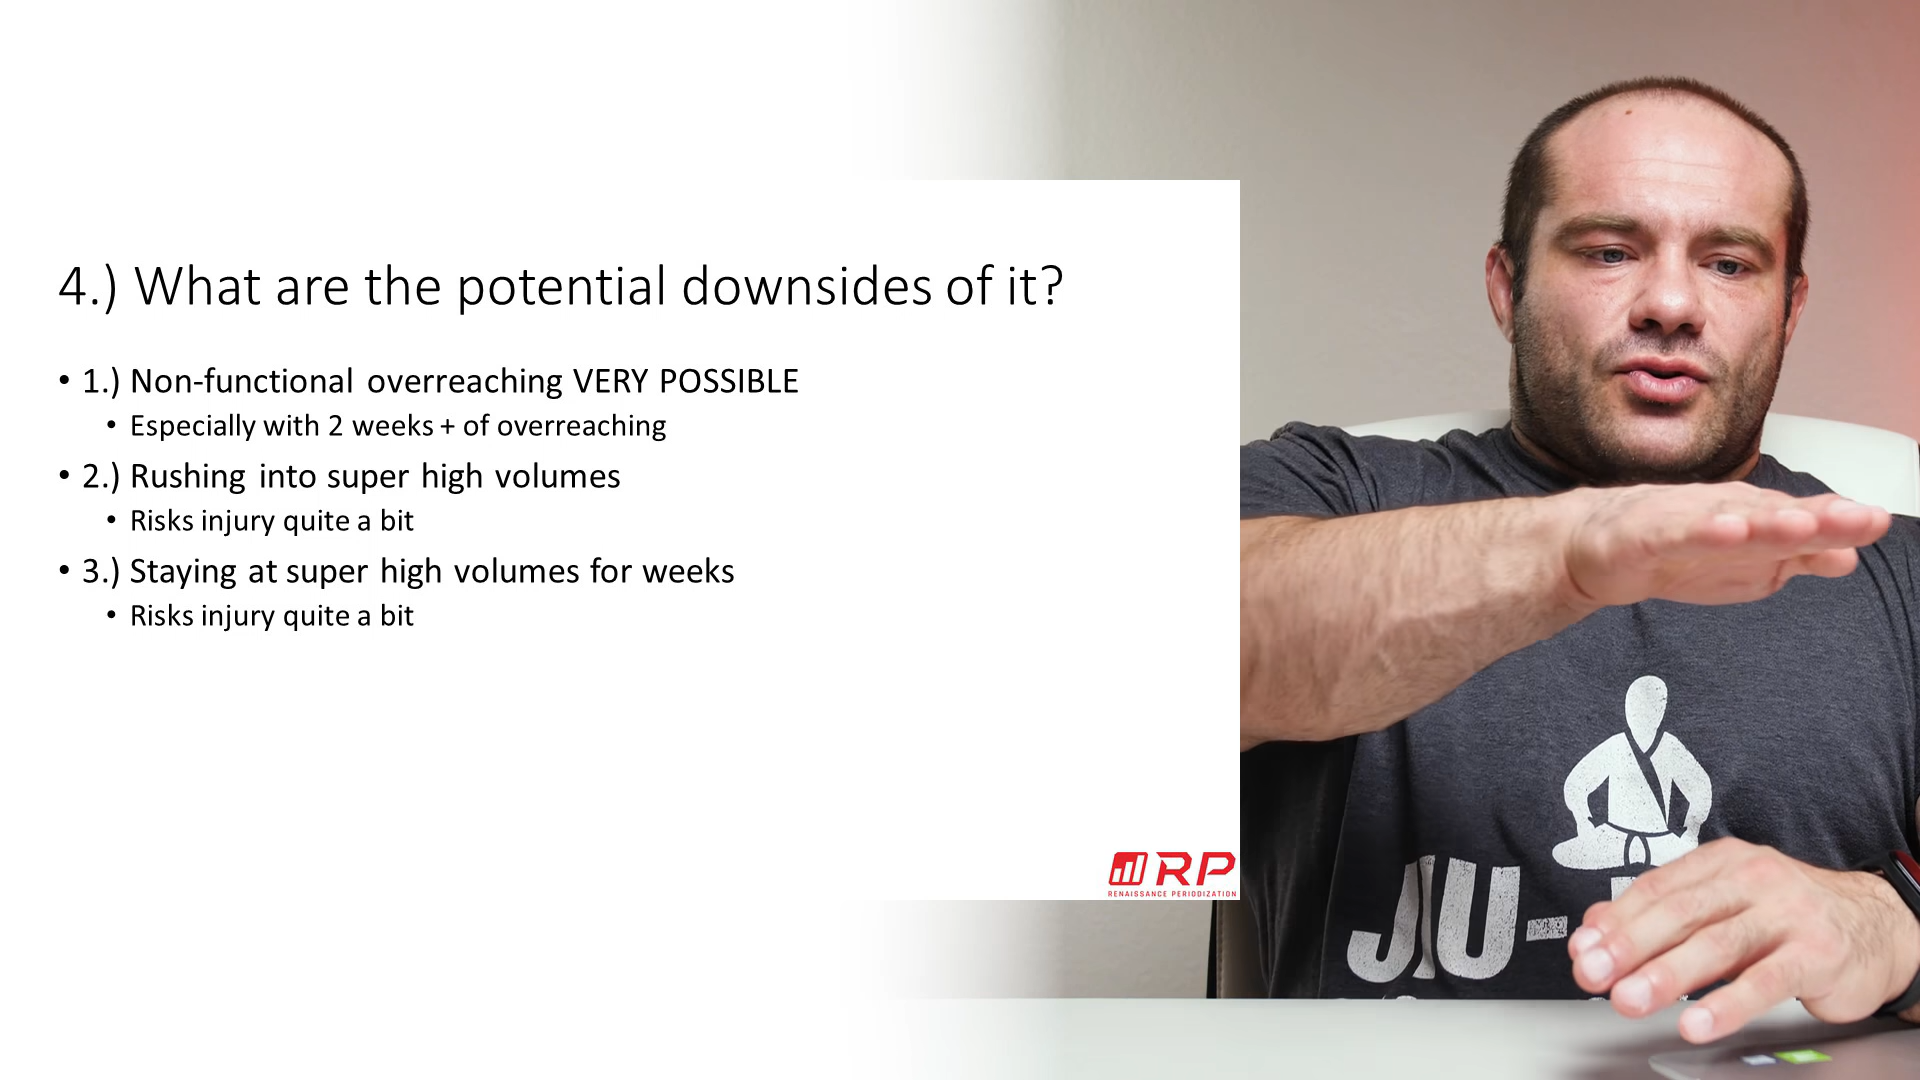 4.) What are the potential downsides of it?
• 1.) Non-functional overreaching VERY POSSIBLE
• Especially with 2 weeks + of overreaching
• 2.) Rushing into super high volumes
• Risks injury quite a bit
• 3.) Staying at super high volumes for weeks
• Risks injury quite a bit
RP
RENAISSANCE PERIODIZATION
JIU-